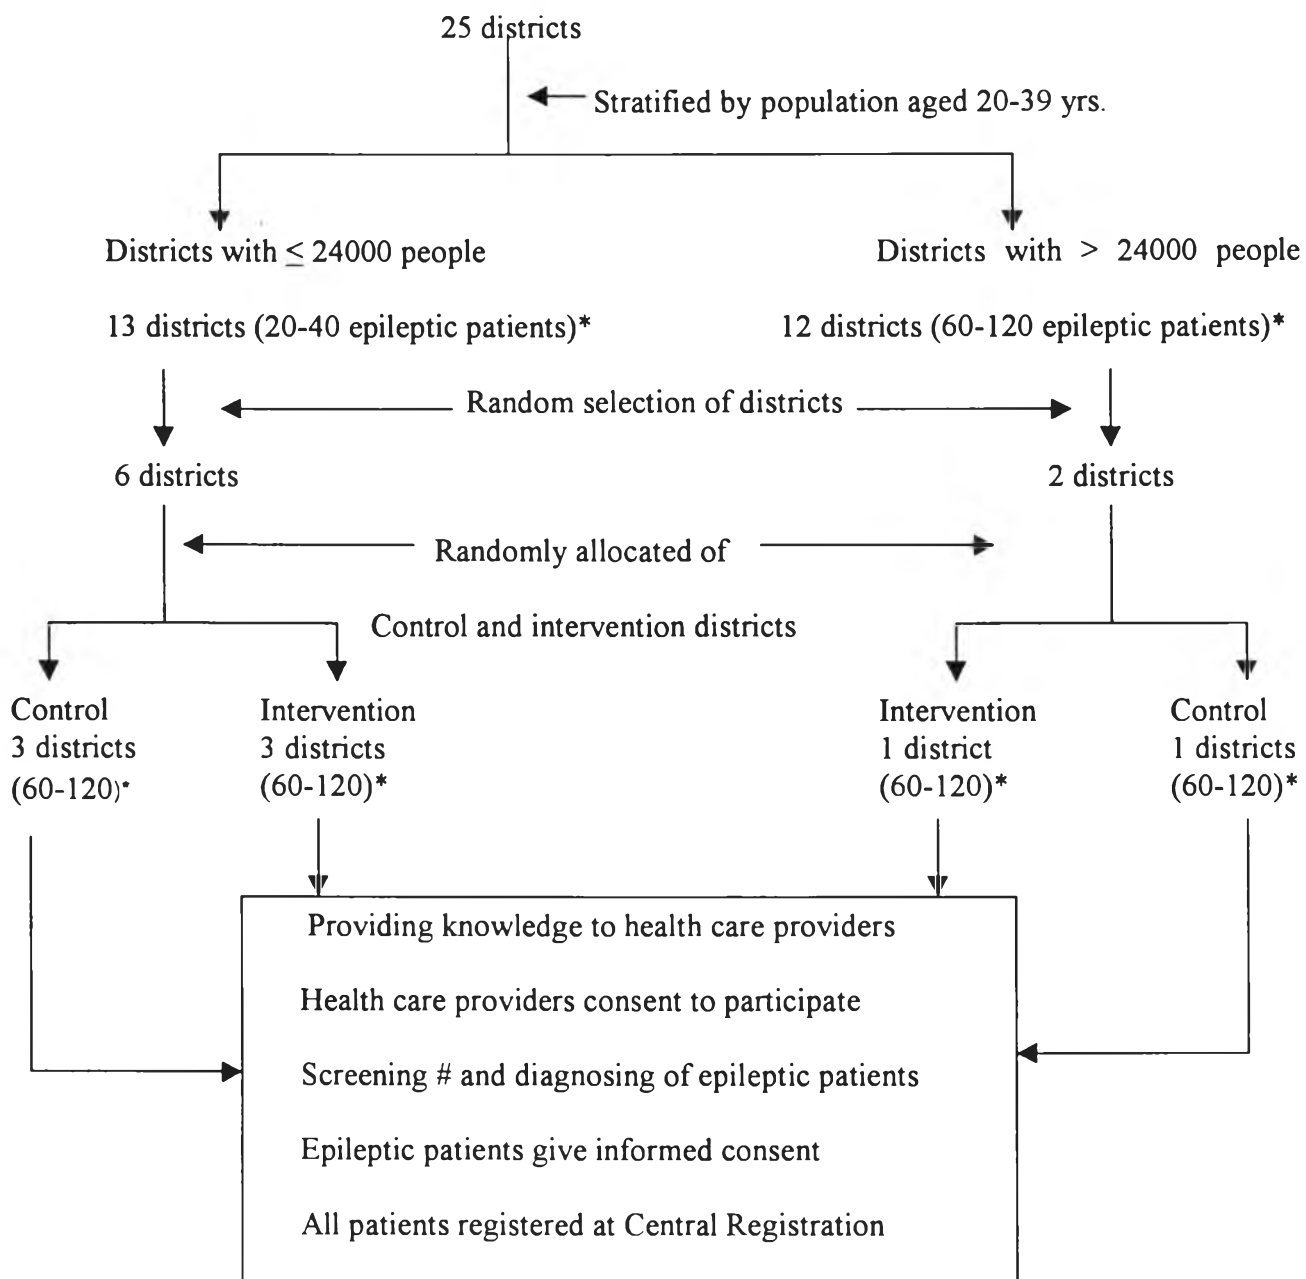 25 districts
Stratified by population aged 20-39 yrs.
Districts with ≤ 24000 people
Districts with > 24000 people
13 districts (20-40 epileptic patients)*
12 districts (60-120 epileptic patients)*
Random selection of districts
6 districts
2 districts
Randomly allocated of
Control and intervention districts
Control
3 districts
(60-120)*
Intervention
3 districts
(60-120)*
Intervention
1 district
(60-120)*
Control
1 districts
(60-120)*
Providing knowledge to health care providers
Health care providers consent to participate
Screening # and diagnosing of epileptic patients
Epileptic patients give informed consent
All patients registered at Central Registration